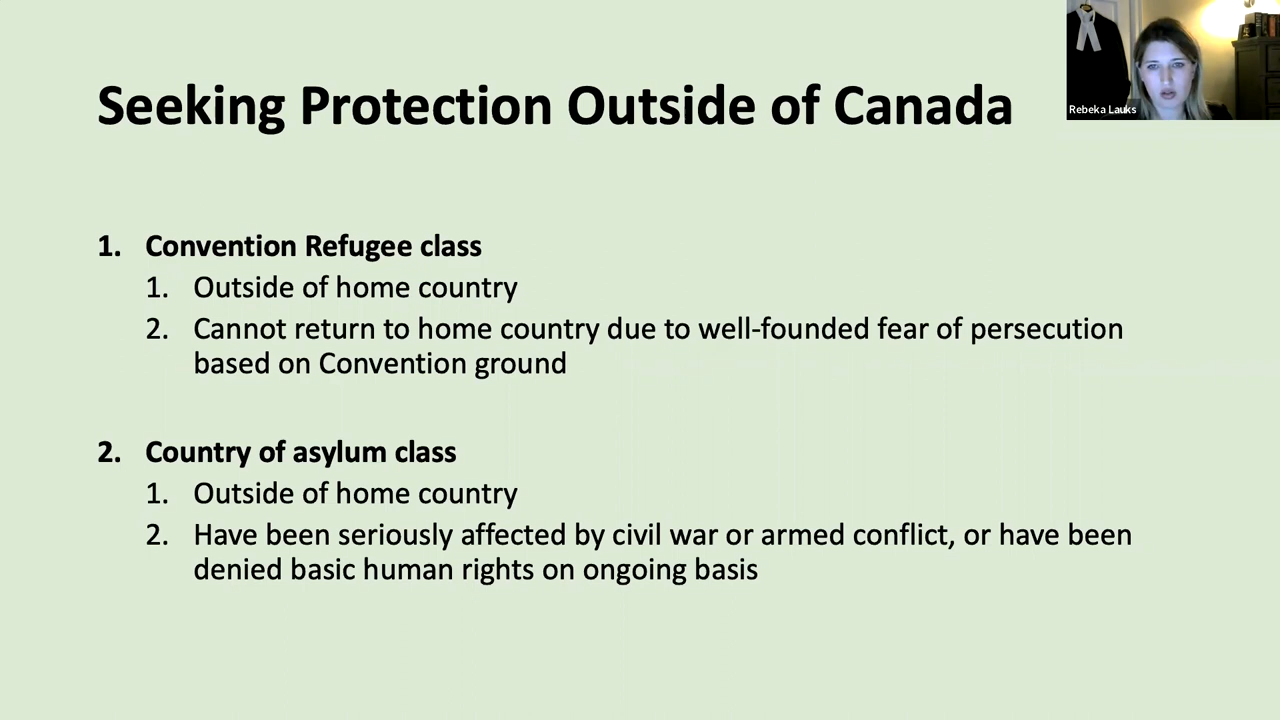 Seeking Protection Outside of Canada
Rebeka Lauks
1. Convention Refugee class
1. Outside of home country
2. Cannot return to home country due to well-founded fear of persecution
based on Convention ground
2. Country of asylum class
1. Outside of home country
2. Have been seriously affected by civil war or armed conflict, or have been
denied basic human rights on ongoing basis